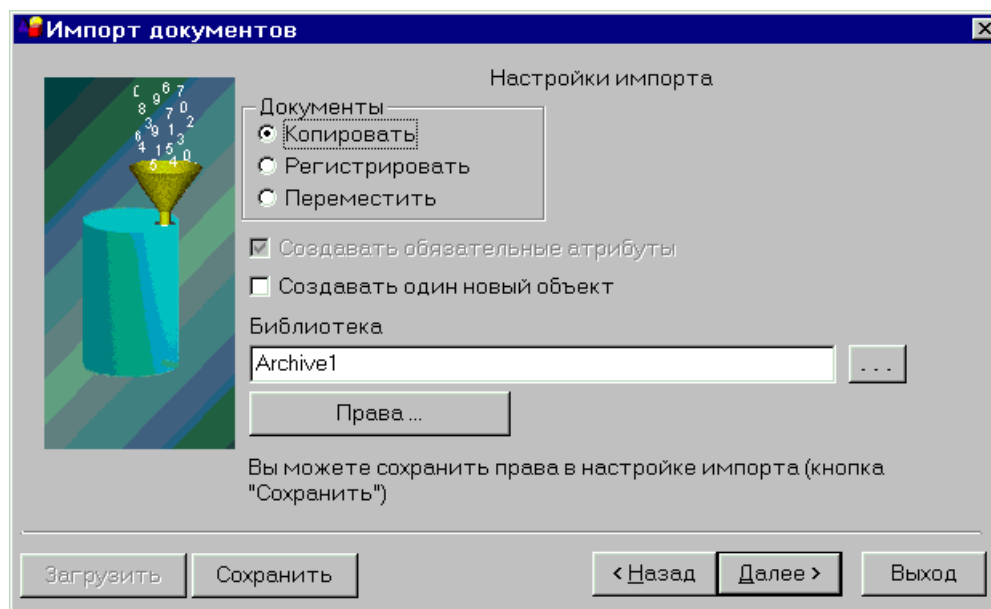 Импорт документов
Настройки импорта
Документы
Копировать
Регистрировать
Переместить
Создавать обязательные атрибуты
Создавать один новый объект
Библиотека
Archive1
...
Права ...
Вы можете сохранить права в настройке импорта (кнопка
"Сохранить")
Загрузить Сохранить < Назад Далее > Выход